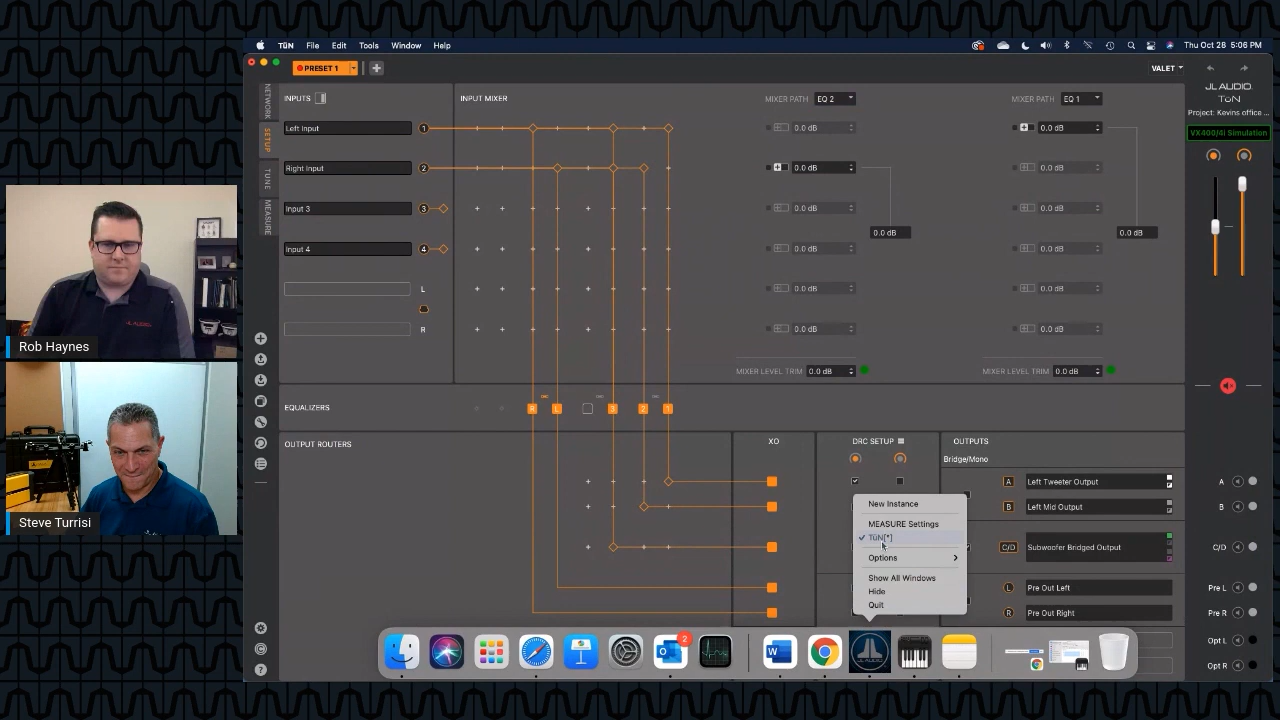 TüN File Edit Tools Window Help
Thu Oct 28 5:06 PM
PRESET 1
VALET
NETWORK
SETUP
TUNE
MEASURE
INPUTS
INPUT MIXER
MIXER PATH EQ 2
MIXER PATH EQ 1
JL AUDIO
TüN
Project: Kevins office ...
VX400/4i Simulation
Left Input 1
0.0 dB
0.0 dB
Right Input 2
0.0 dB
0.0 dB
Input 3 3
0.0 dB
0.0 dB
0.0 dB
0.0 dB
Input 4 4
0.0 dB
0.0 dB
L
0.0 dB
0.0 dB
R
0.0 dB
0.0 dB
MIXER LEVEL TRIM 0.0 dB
MIXER LEVEL TRIM 0.0 dB
EQUALIZERS
R L 3 2 1
OUTPUT ROUTERS
XO
DRC SETUP
OUTPUTS
Bridge/Mono
A Left Tweeter Output A
B Left Mid Output B
C/D Subwoofer Bridged Output C/D
L Pre Out Left Pre L
R Pre Out Right Pre R
Opt L
Opt R
New Instance
MEASURE Settings
TüN[*]
Options
Show All Windows
Hide
Quit
2
W
Rob Haynes
Steve Turrisi